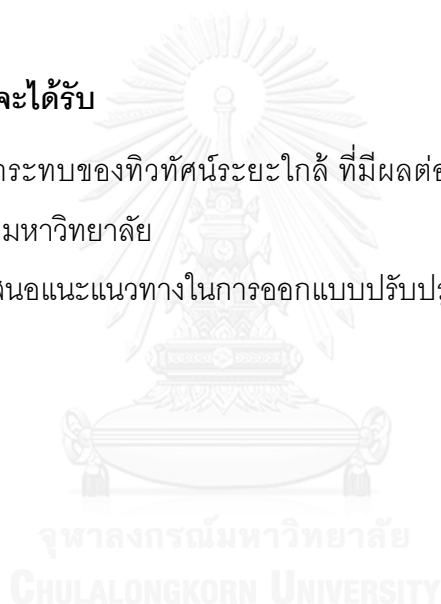 จะได้รับ
กระทบของทิวทัศน์ระยะใกล้ ที่มีผลต่อ
มหาวิทยาลัย
สนอแนะแนวทางในการออกแบบปรับปรุ
จุฬาลงกรณ์มหาวิทยาลัย
CHULALONGKORN UNIVERSITY